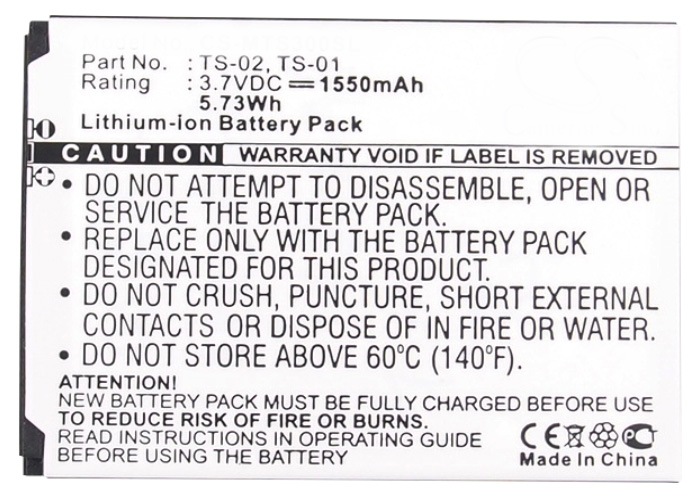 Part No. : TS-02, TS-01
Rating : 3.7VDC 1550mAh
5.73Wh
Lithium-ion Battery Pack
CAUTION WARRANTY VOID IF LABEL IS REMOVED
• DO NOT ATTEMPT TO DISASSEMBLE, OPEN OR
SERVICE THE BATTERY PACK.
• REPLACE ONLY WITH THE BATTERY PACK
DESIGNATED FOR THIS PRODUCT.
• DO NOT CRUSH, PUNCTURE, SHORT EXTERNAL
CONTACTS OR DISPOSE OF IN FIRE OR WATER.
• DO NOT STORE ABOVE 60°C (140°F).
ATTENTION!
NEW BATTERY PACK MUST BE FULLY CHARGED BEFORE USE
TO REDUCE RISK OF FIRE OR BURNS.
READ INSTRUCTIONS IN OPERATING GUIDE
BEFORE USING THE BATTERY
CE
Made In China